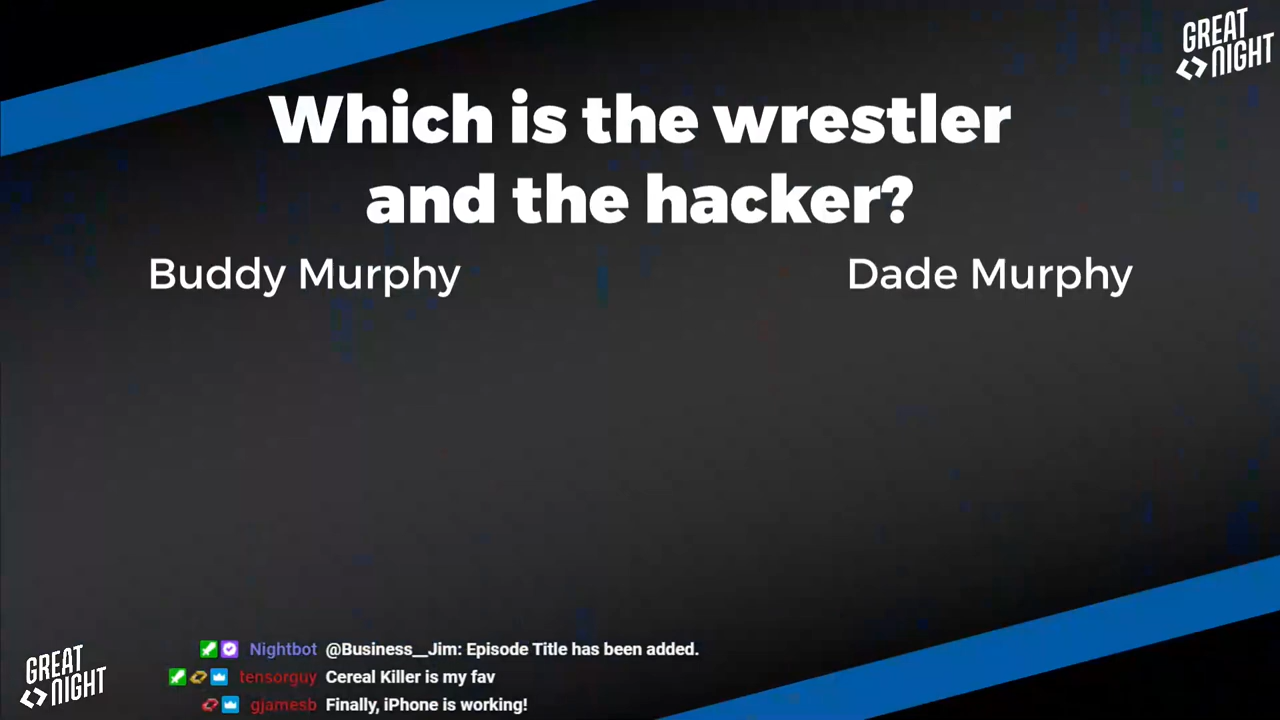 GREAT
NIGHT
Which is the wrestler
and the hacker?
Buddy Murphy
Dade Murphy
Nightbot @Business__Jim: Episode Title has been added.
tensorguy Cereal Killer is my fav
gjamesb Finally, iPhone is working!
GREAT
NIGHT